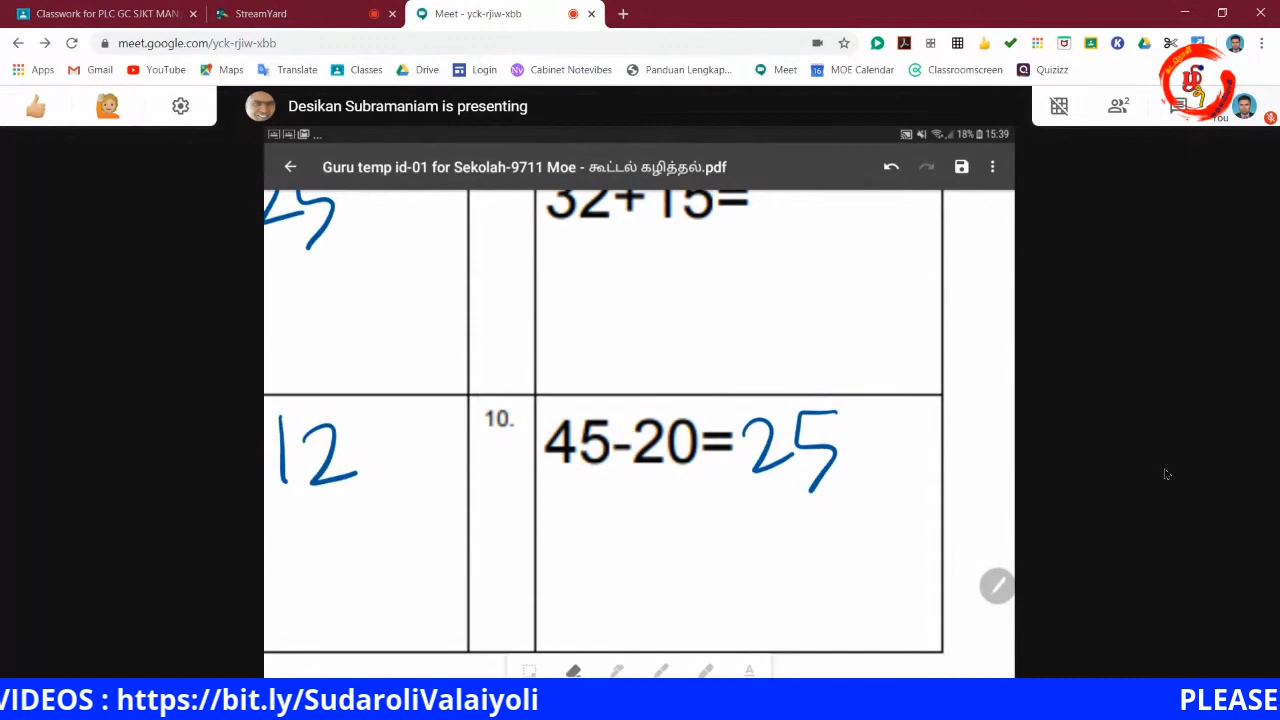 Classwork for PLC GC SJKT MAN
StreamYard
Meet - yck-rjiw-xbb
meet.google.com/yck-rjiw-xbb
Apps
Gmail
YouTube
Maps
Translate
Classes
Drive
Login
Cabinet Notevibes
Panduan Lengkap...
Meet
MOE Calendar
Classroomscreen
Quizizz
Desikan Subramaniam is presenting
2
You
... 18% 15:39
Guru temp id-01 for Sekolah-9711 Moe - கூட்டல் கழித்தல்.pdf
25
32+15=
12
10.
45-20=25
VIDEOS : https://bit.ly/SudaroliValaiyoli
PLEASE